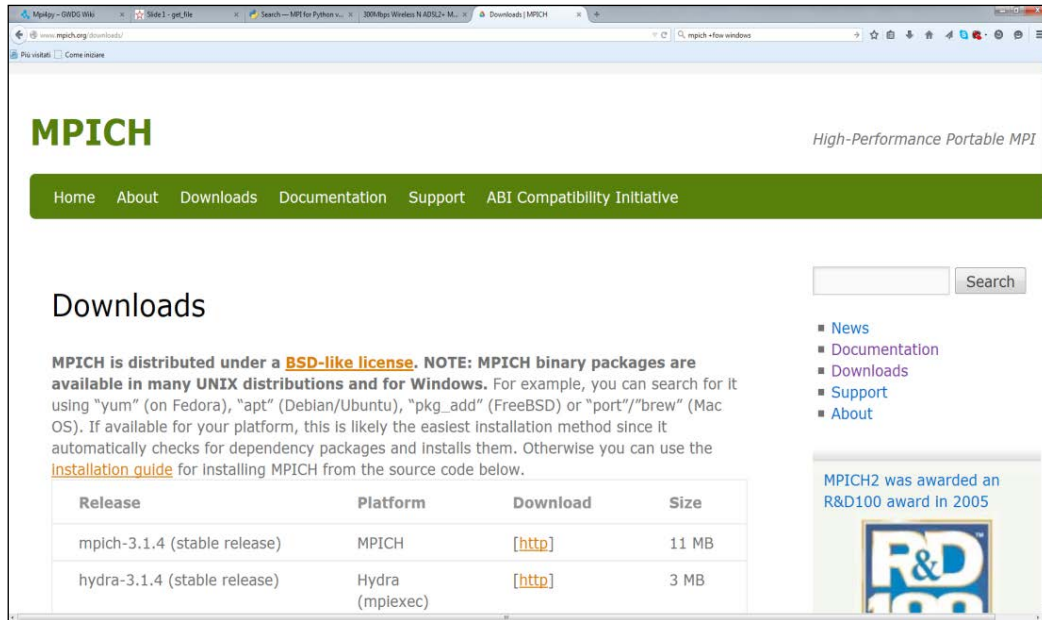 Mpi4py – GWDG Wiki
Slide 1 - get_file
Search — MPI for Python v...
300Mbps Wireless N ADSL2+ M...
Downloads | MPICH
www.mpich.org/downloads/
mpich +fow windows
Più visitati
Come iniziare
MPICH
High-Performance Portable MPI
Home About Downloads Documentation Support ABI Compatibility Initiative
Search
Downloads
News
Documentation
Downloads
Support
About
MPICH is distributed under a BSD-like license. NOTE: MPICH binary packages are
available in many UNIX distributions and for Windows. For example, you can search for it
using “yum” (on Fedora), “apt” (Debian/Ubuntu), “pkg_add” (FreeBSD) or “port”/“brew” (Mac
OS). If available for your platform, this is likely the easiest installation method since it
automatically checks for dependency packages and installs them. Otherwise you can use the
installation guide for installing MPICH from the source code below.
Release Platform Download Size
mpich-3.1.4 (stable release) MPICH [http] 11 MB
hydra-3.1.4 (stable release) Hydra [http] 3 MB
(mpiexec)
MPICH2 was awarded an
R&D100 award in 2005
R&D
100